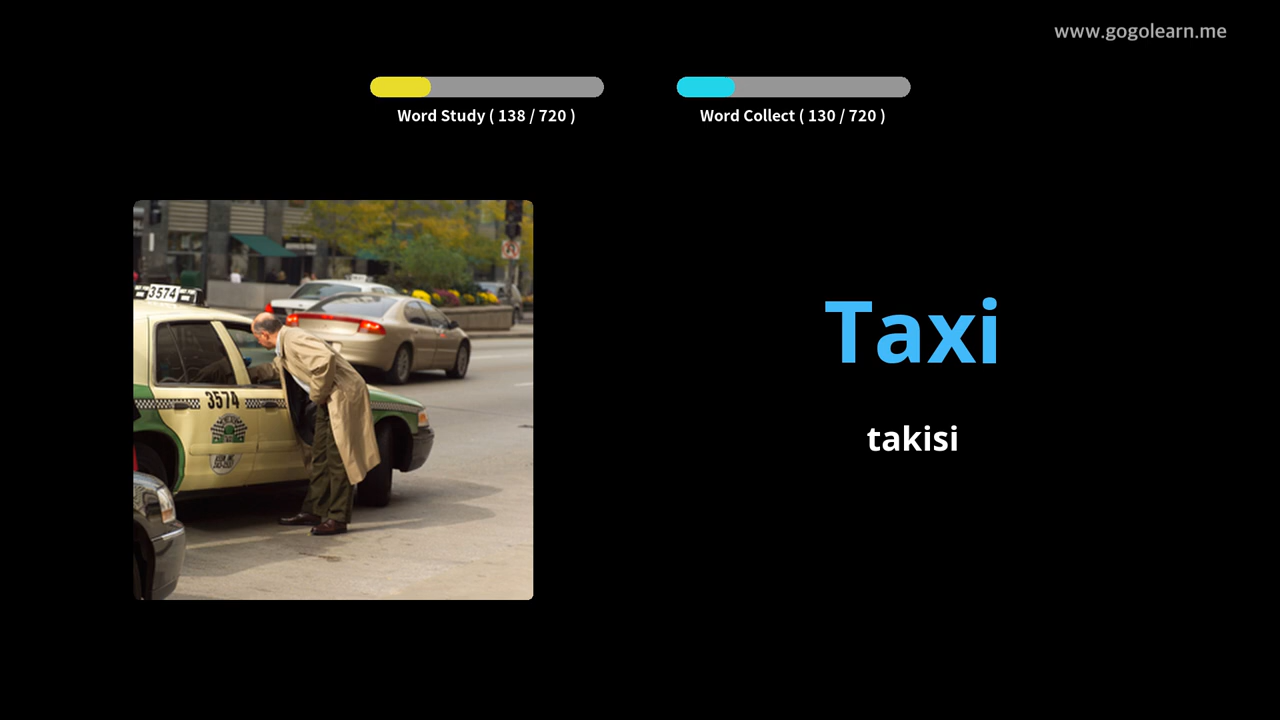 www.gogolearn.me
Word Study ( 138 / 720 )
Word Collect ( 130 / 720 )
3574
3574
Taxi
takisi